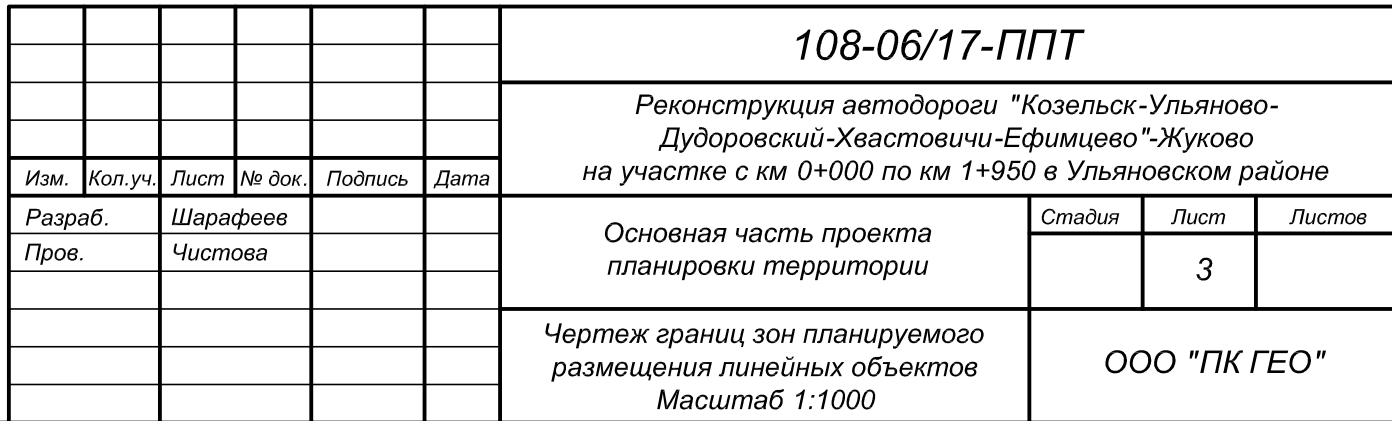 108-06/17-ППТ
Реконструкция автодороги "Козельск-Ульяново-
Дудоровский-Хвастовичи-Ефимцево"-Жуково
на участке с км 0+000 по км 1+950 в Ульяновском районе
Изм. Кол.уч. Лист № док. Подпись Дата
Разраб. Шарафеев
Пров. Чистова
Основная часть проекта
планировки территории
Стадия Лист Листов
3
Чертеж границ зон планируемого
размещения линейных объектов
Масштаб 1:1000
ООО "ПК ГЕО"